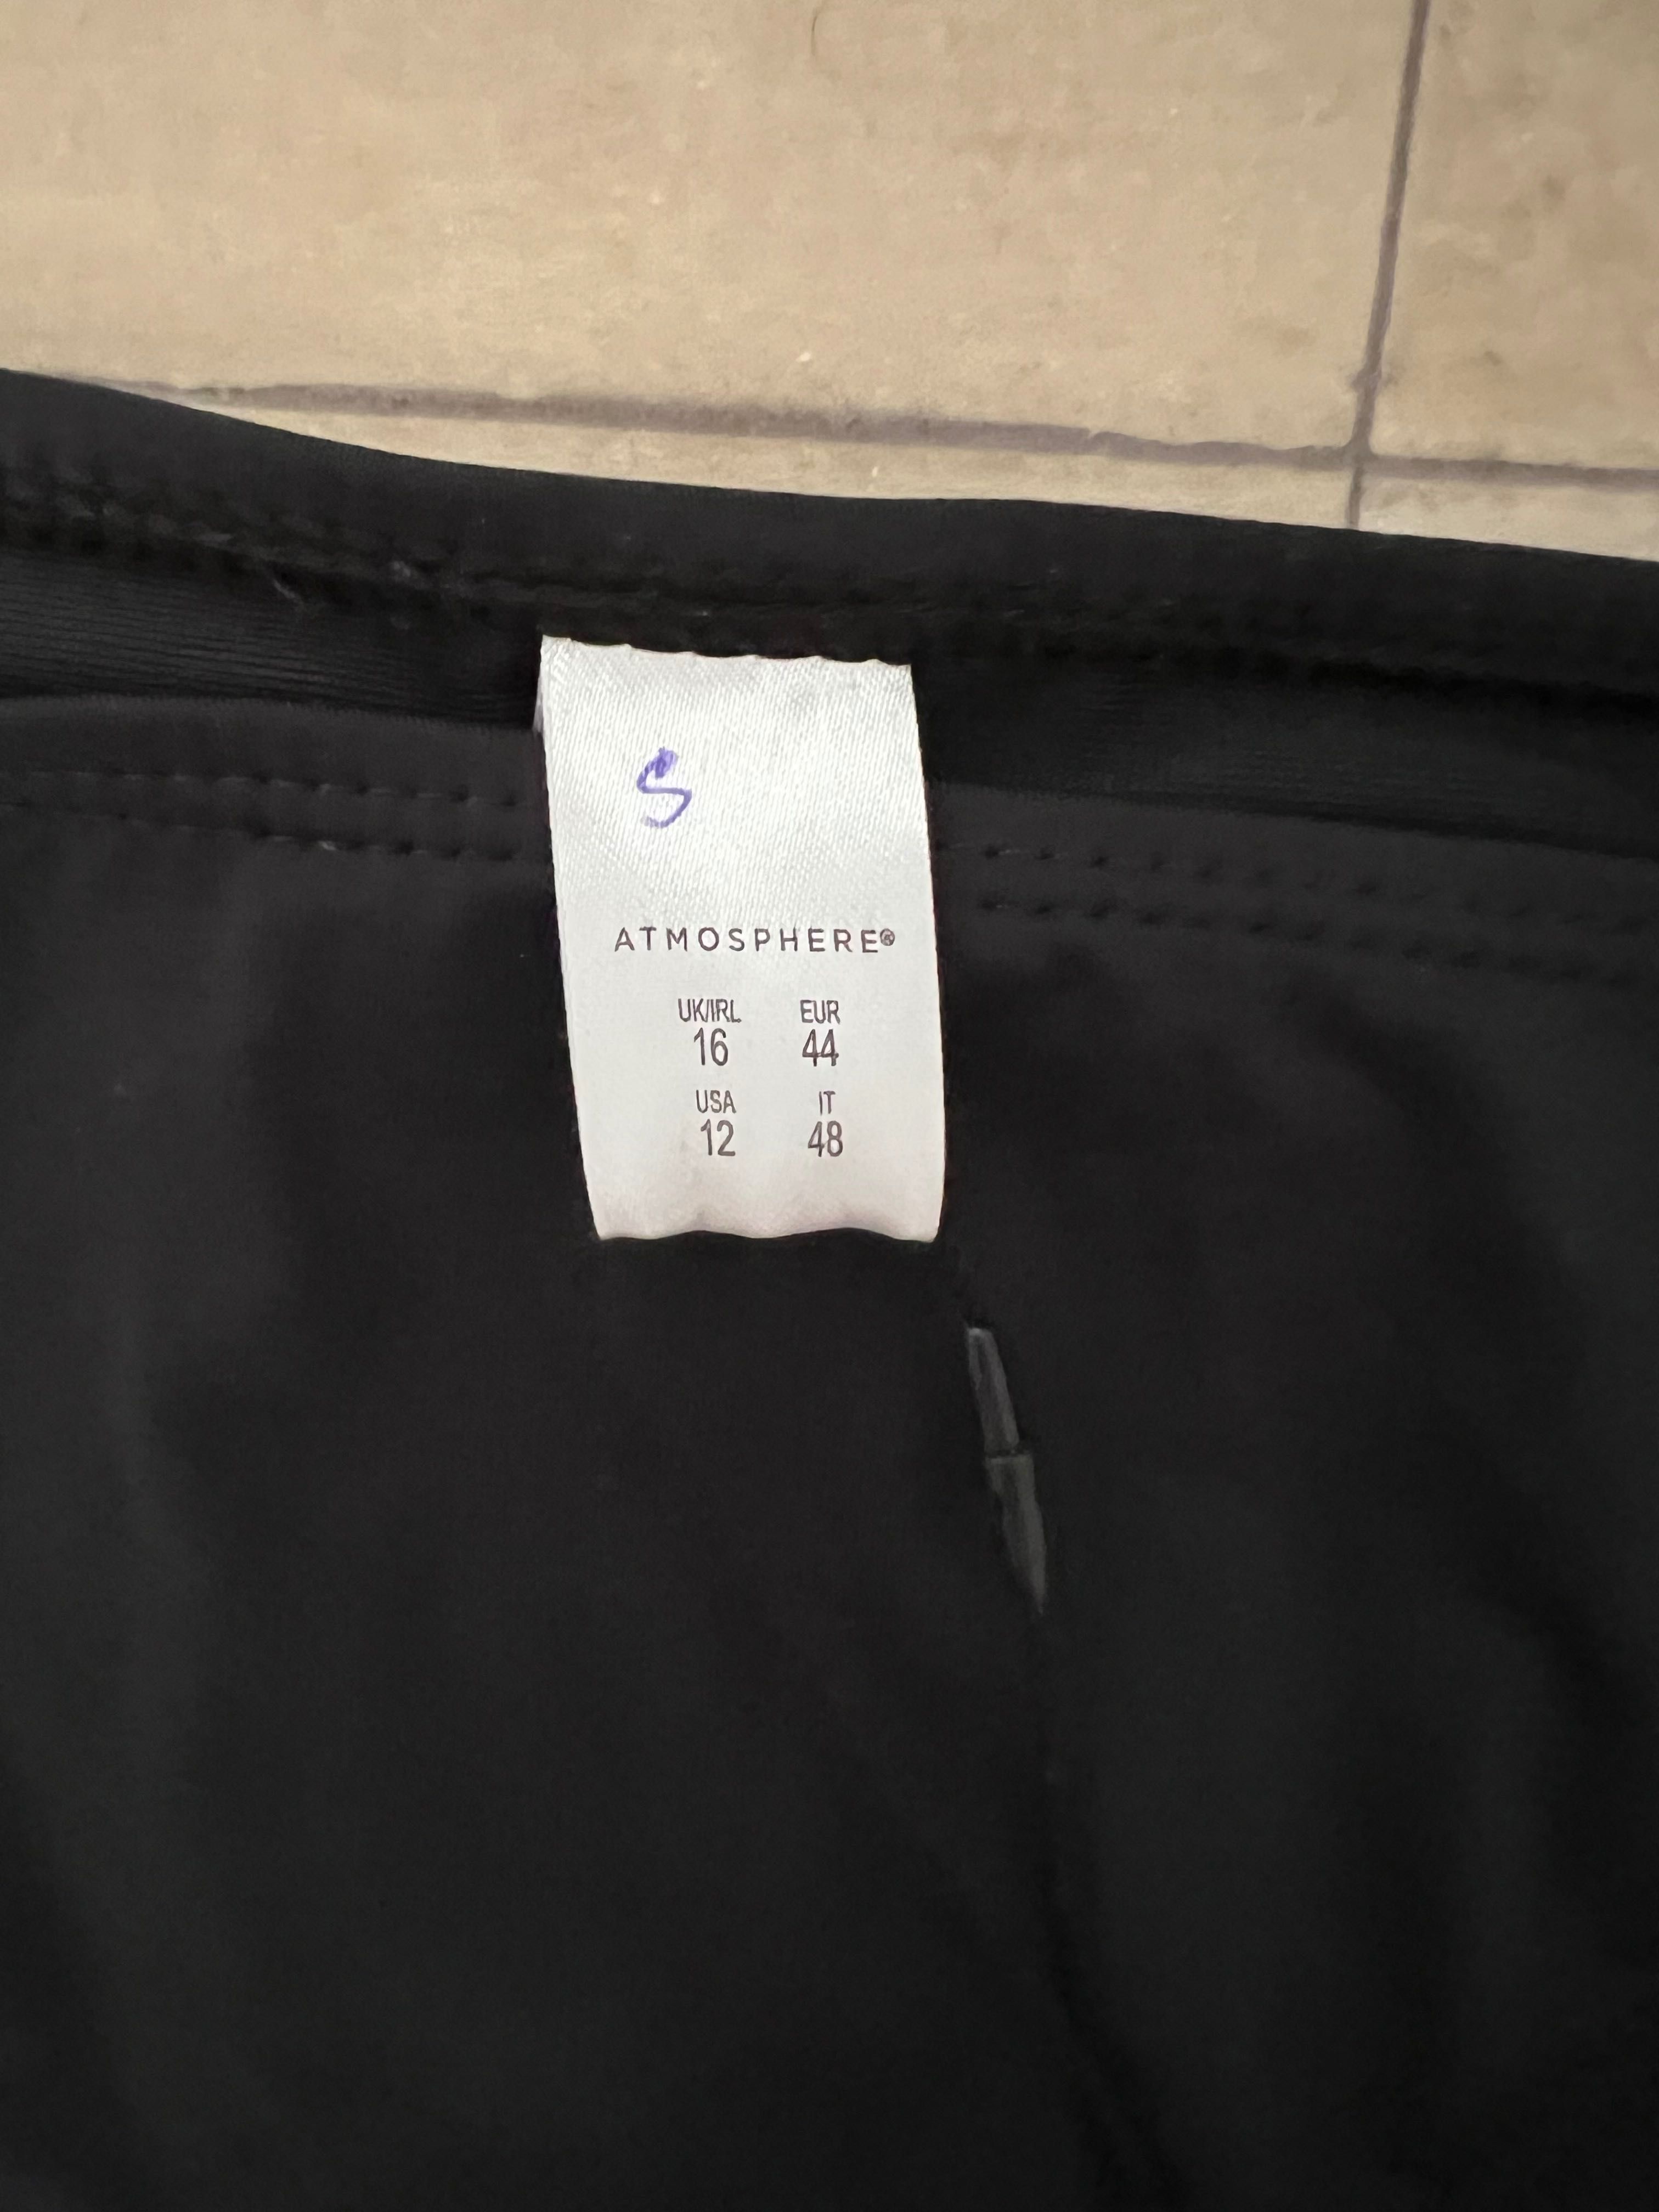 S
ATMOSPHERE®
UK/IRL EUR
16 44
USA IT
12 48